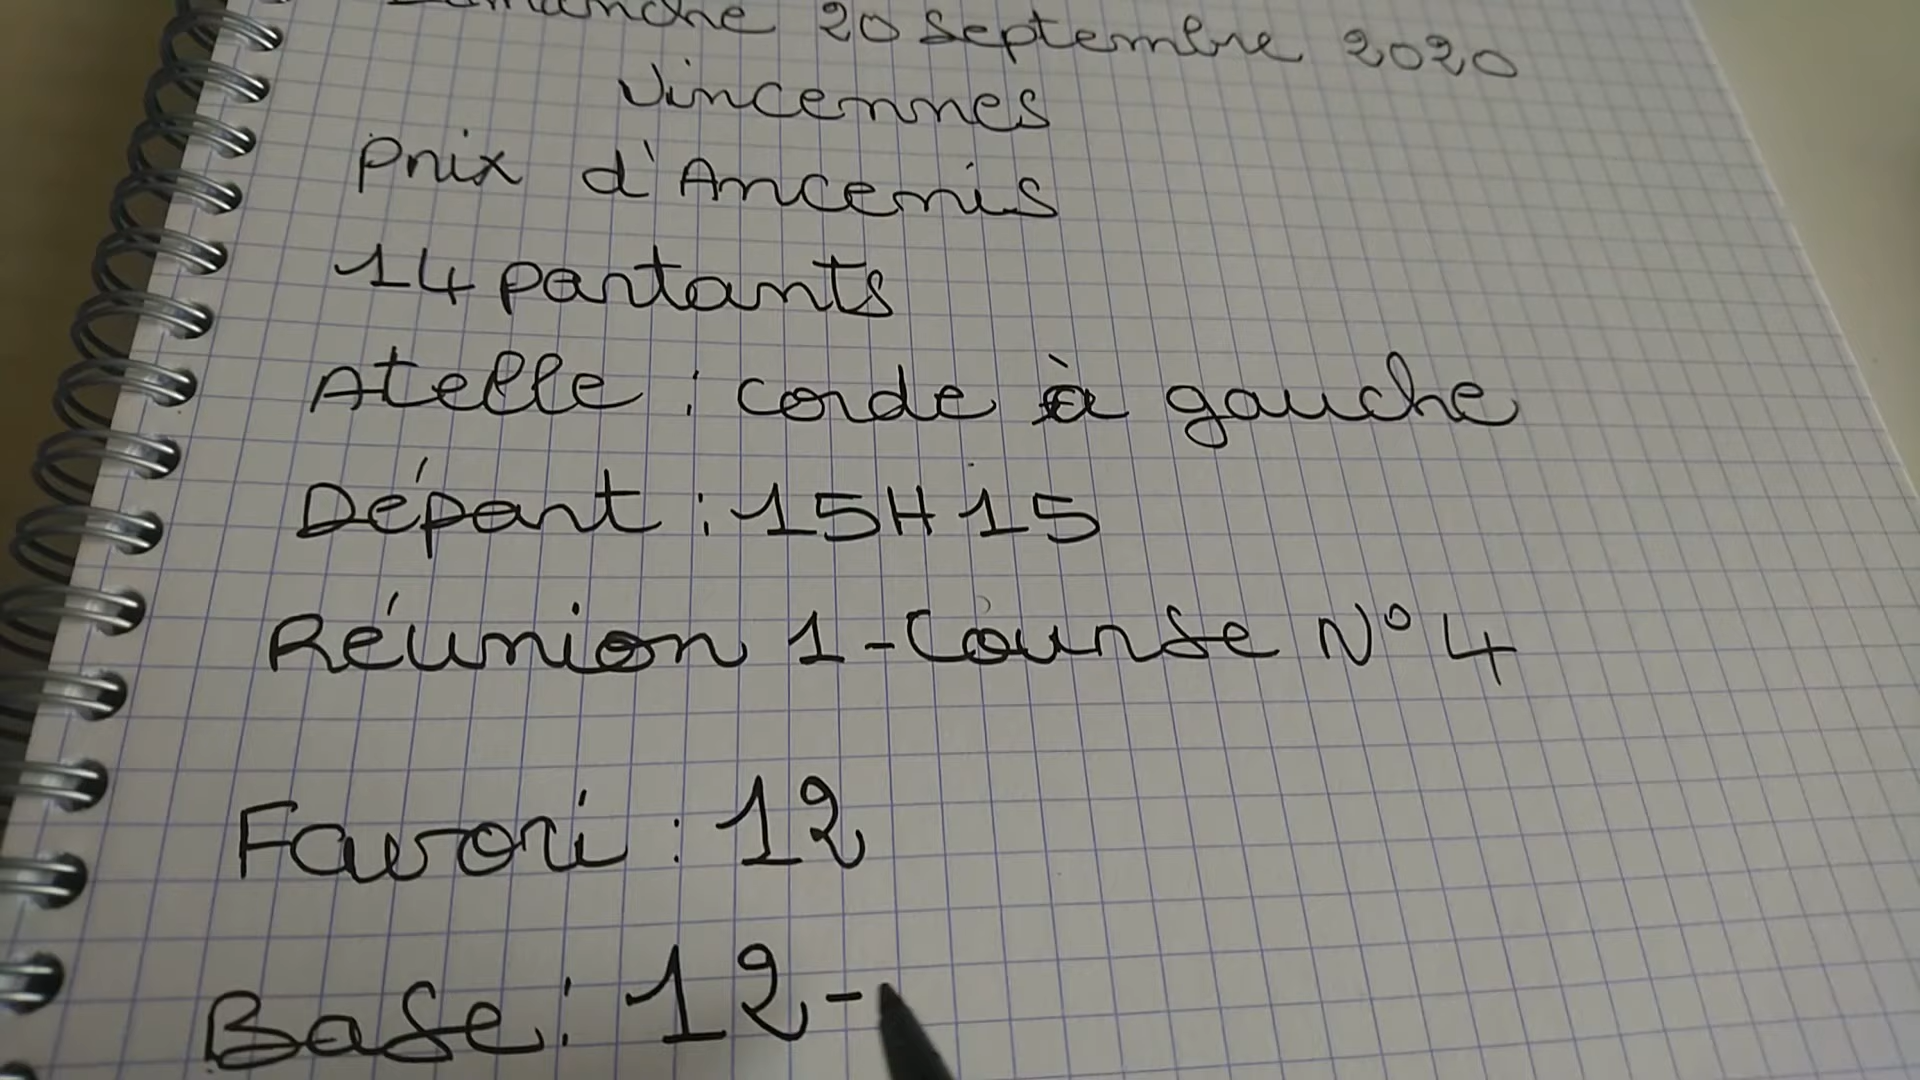 Dimanche 20 Septembre 2020
Vincennes
Prix d'Ancenis
14 partants
Atelle : corde à gauche
Départ : 15H15
Réunion 1-Course N°4
Favori : 12
Base : 12-